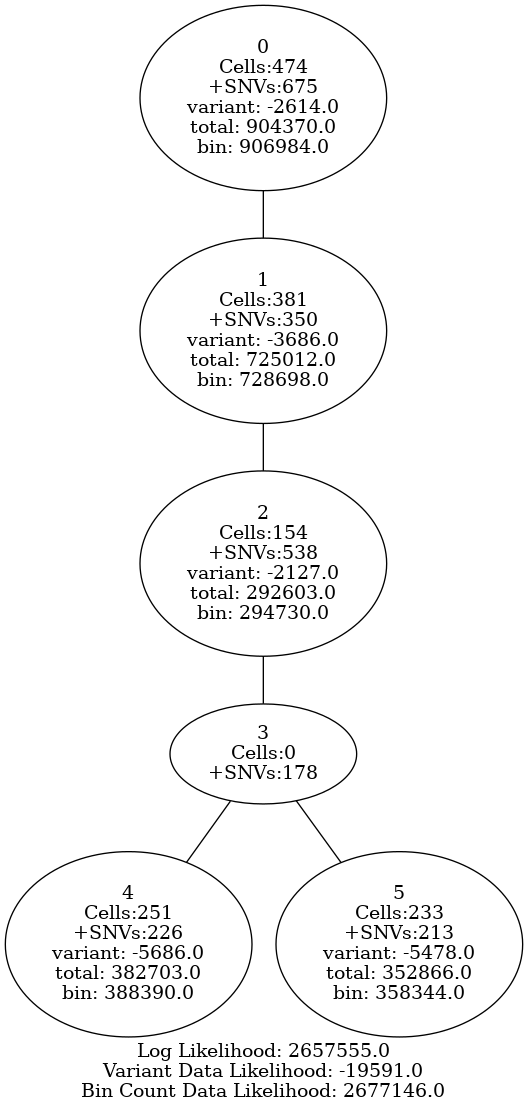 0
Cells:474
+SNVs:675
variant: -2614.0
total: 904370.0
bin: 906984.0
1
Cells:381
+SNVs:350
variant: -3686.0
total: 725012.0
bin: 728698.0
2
Cells:154
+SNVs:538
variant: -2127.0
total: 292603.0
bin: 294730.0
3
Cells:0
+SNVs:178
4
Cells:251
+SNVs:226
variant: -5686.0
total: 382703.0
bin: 388390.0
5
Cells:233
+SNVs:213
variant: -5478.0
total: 352866.0
bin: 358344.0
Log Likelihood: 2657555.0
Variant Data Likelihood: -19591.0
Bin Count Data Likelihood: 2677146.0